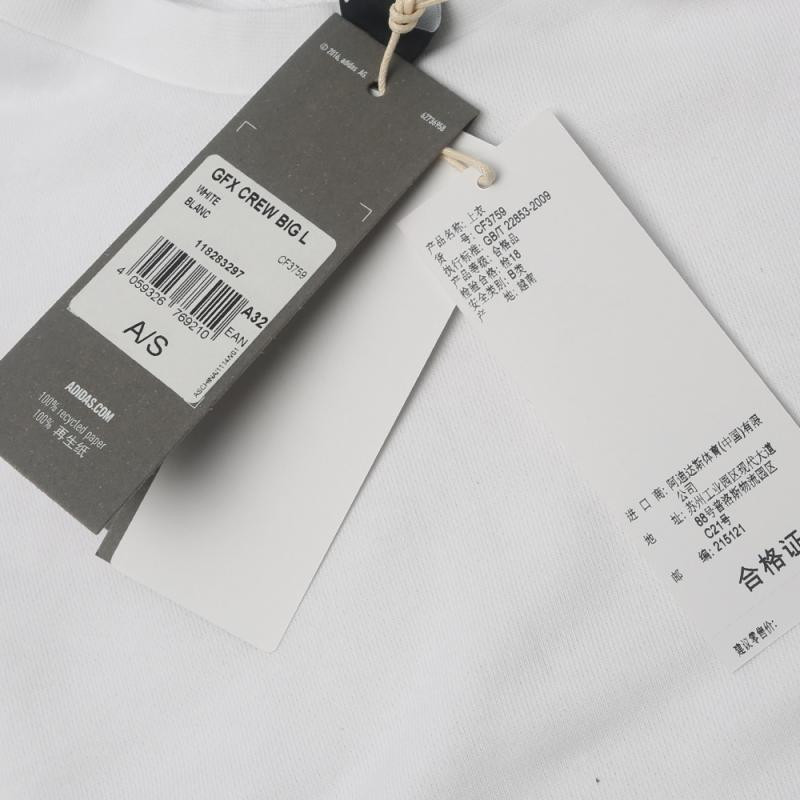 © 2016, adidas AG.
62736958
GFX CREW BIG L
WHITE
BLANC
118283297
CF3759
4 059326 769210
EAN
A32
A/S
ADIDAS.COM
100% recycled paper
100% 再生纸
产品名称: 上衣
货 号: CF3759
执行标准: GB/T 22853-2009
产品等级: 合格品
检验合格: 检18
安全类别: B类
产 地: 越南
进 口 商: 阿迪达斯体育(中国)有限
公司
地 址: 苏州工业园区现代大道
88号普洛斯物流园区
C21号
邮 编: 215121
合格证
建议零售价: